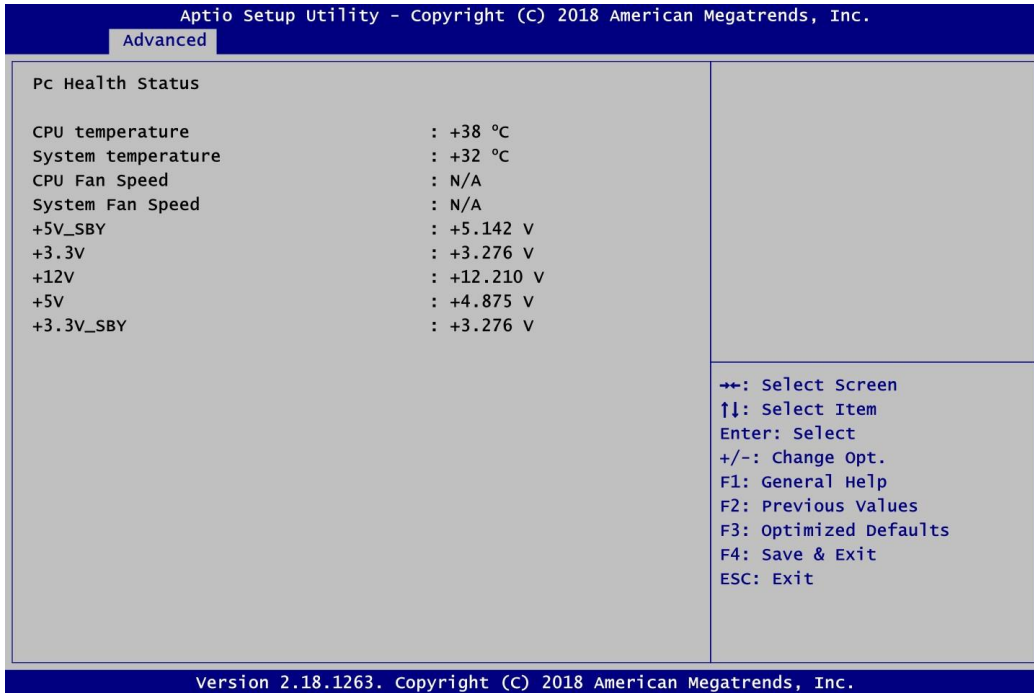 Aptio Setup Utility - Copyright (C) 2018 American Megatrends, Inc.
Advanced
Pc Health Status
CPU temperature : +38 °C
System temperature : +32 °C
CPU Fan Speed : N/A
System Fan Speed : N/A
+5V_SBY : +5.142 V
+3.3V : +3.276 V
+12V : +12.210 V
+5V : +4.875 V
+3.3V_SBY : +3.276 V
→←: Select Screen
↑↓: Select Item
Enter: Select
+/-: Change Opt.
F1: General Help
F2: Previous Values
F3: Optimized Defaults
F4: Save & Exit
ESC: Exit
Version 2.18.1263. Copyright (C) 2018 American Megatrends, Inc.